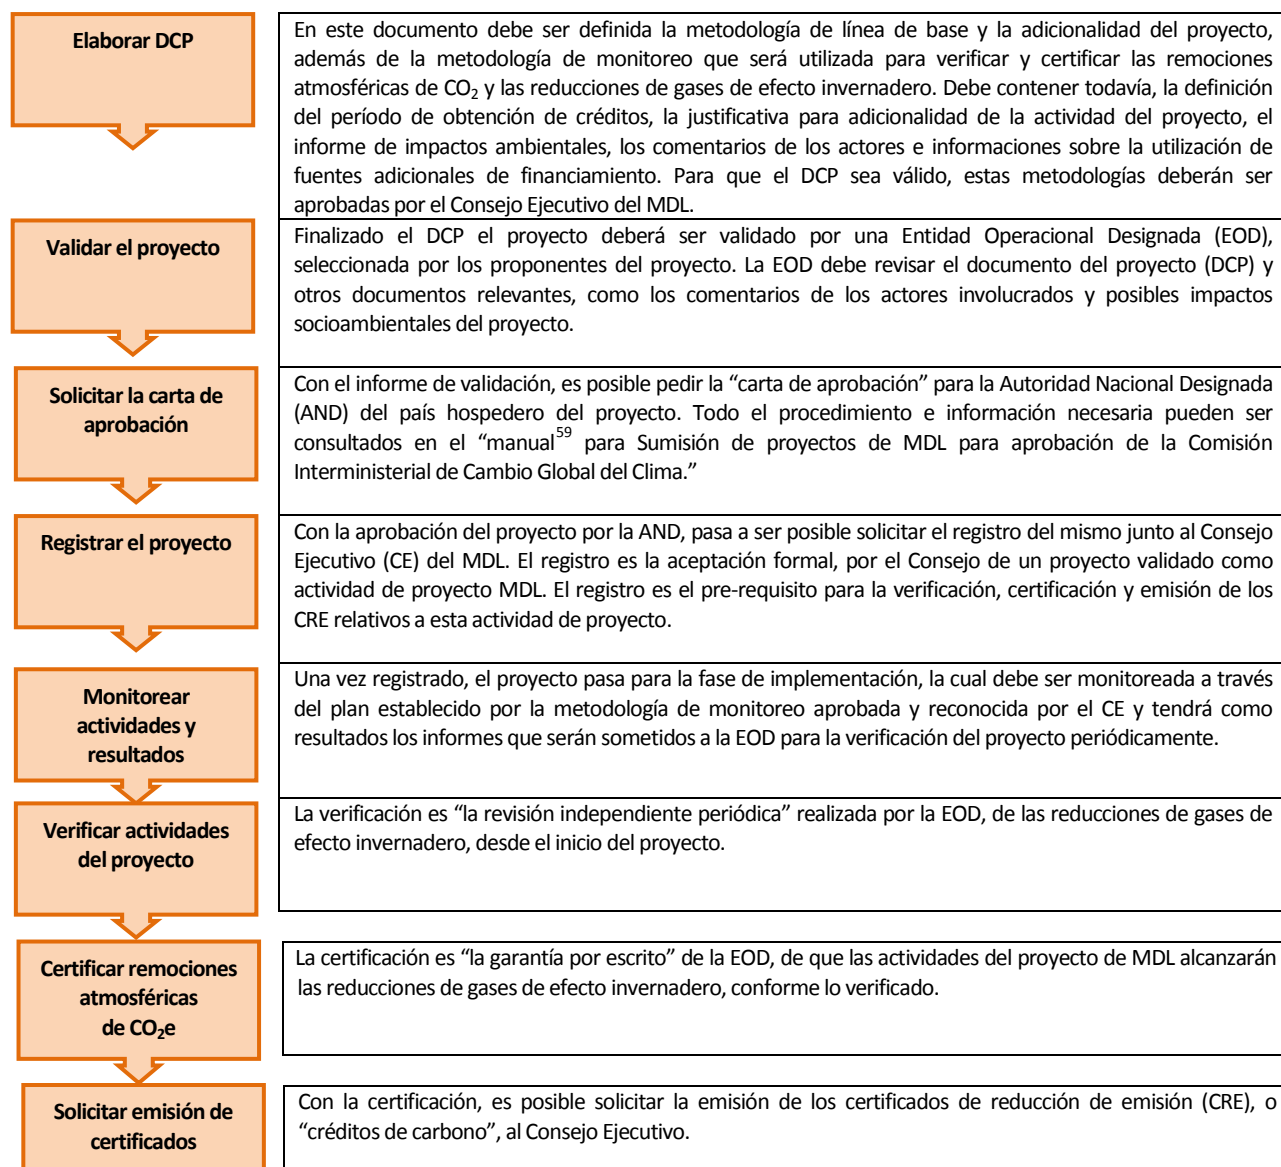 Elaborar DCP
En este documento debe ser definida la metodología de línea de base y la adicionalidad del proyecto,
además de la metodología de monitoreo que será utilizada para verificar y certificar las remociones
atmosféricas de CO₂ y las reducciones de gases de efecto invernadero. Debe contener todavía, la definición
del período de obtención de créditos, la justificativa para adicionalidad de la actividad del proyecto, el
informe de impactos ambientales, los comentarios de los actores e informaciones sobre la utilización de
fuentes adicionales de financiamiento. Para que el DCP sea válido, estas metodologías deberán ser
aprobadas por el Consejo Ejecutivo del MDL.
Validar el proyecto
Finalizado el DCP el proyecto deberá ser validado por una Entidad Operacional Designada (EOD),
seleccionada por los proponentes del proyecto. La EOD debe revisar el documento del proyecto (DCP) y
otros documentos relevantes, como los comentarios de los actores involucrados y posibles impactos
socioambientales del proyecto.
Solicitar la carta de
aprobación
Con el informe de validación, es posible pedir la “carta de aprobación” para la Autoridad Nacional Designada
(AND) del país hospedero del proyecto. Todo el procedimiento e información necesaria pueden ser
consultados en el “manual⁵⁹ para Sumisión de proyectos de MDL para aprobación de la Comisión
Interministerial de Cambio Global del Clima.”
Registrar el proyecto
Con la aprobación del proyecto por la AND, pasa a ser posible solicitar el registro del mismo junto al Consejo
Ejecutivo (CE) del MDL. El registro es la aceptación formal, por el Consejo de un proyecto validado como
actividad de proyecto MDL. El registro es el pre-requisito para la verificación, certificación y emisión de los
CRE relativos a esta actividad de proyecto.
Monitorear
actividades y
resultados
Una vez registrado, el proyecto pasa para la fase de implementación, la cual debe ser monitoreada a través
del plan establecido por la metodología de monitoreo aprobada y reconocida por el CE y tendrá como
resultados los informes que serán sometidos a la EOD para la verificación del proyecto periódicamente.
Verificar actividades
del proyecto
La verificación es “la revisión independiente periódica” realizada por la EOD, de las reducciones de gases de
efecto invernadero, desde el inicio del proyecto.
Certificar remociones
atmosféricas
de CO₂e
La certificación es “la garantía por escrito” de la EOD, de que las actividades del proyecto de MDL alcanzarán
las reducciones de gases de efecto invernadero, conforme lo verificado.
Solicitar emisión de
certificados
Con la certificación, es posible solicitar la emisión de los certificados de reducción de emisión (CRE), o
“créditos de carbono”, al Consejo Ejecutivo.